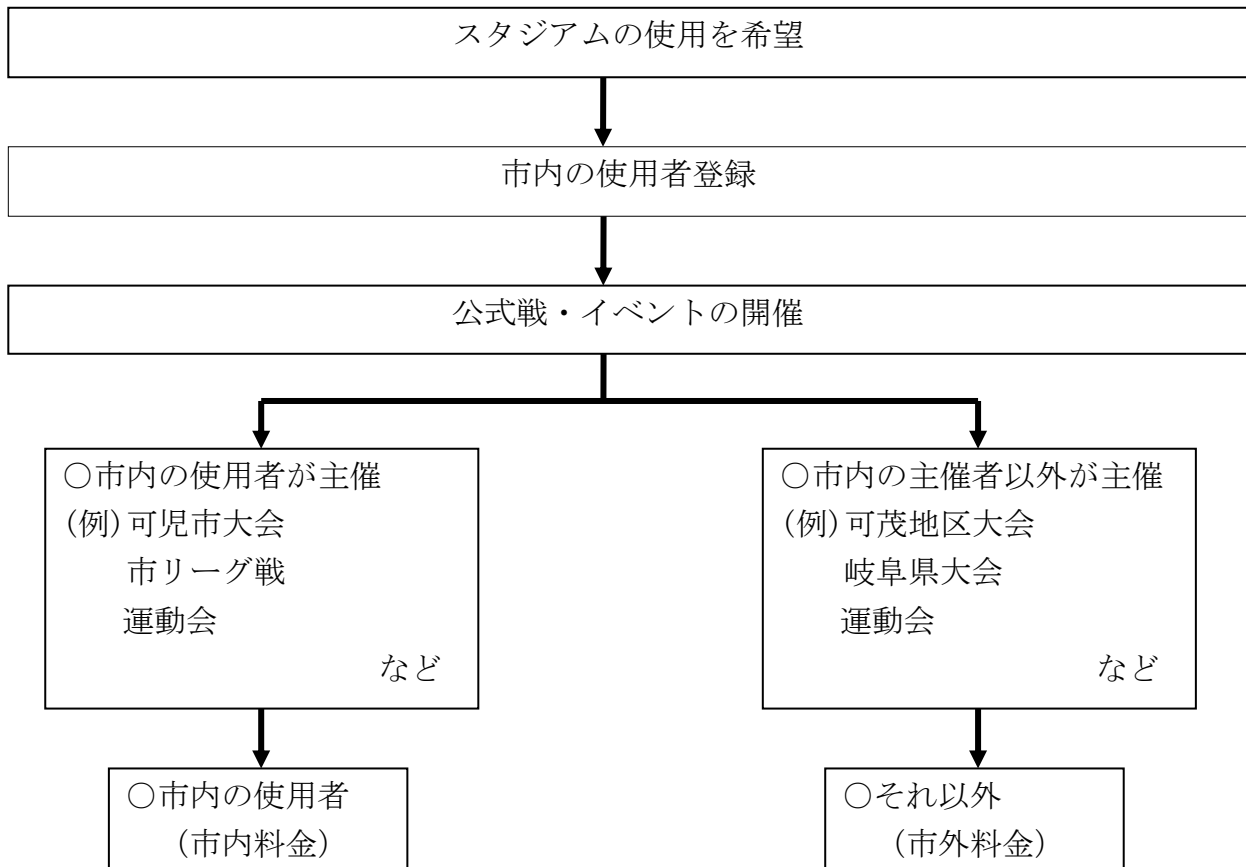 スタジアムの使用を希望
市内の使用者登録
公式戦・イベントの開催
○市内の使用者が主催
(例)可児市大会
市リーグ戦
運動会
など
○市内の主催者以外が主催
(例)可茂地区大会
岐阜県大会
運動会
など
○市内の使用者
(市内料金)
○それ以外
(市外料金)